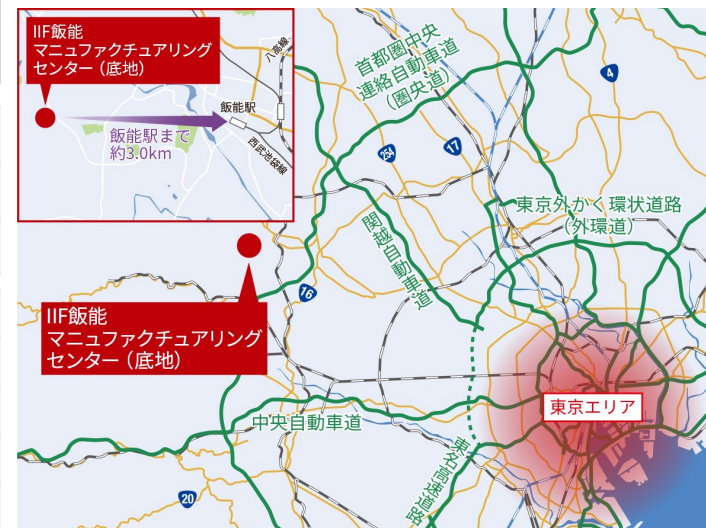 IIF飯能
マニュファクチュアリング
センター（底地）
八高線
飯能駅
飯能駅まで
約3.0km
西武池袋線
首都圏中央
連絡自動車道
（圏央道）
4
254
17
東京外かく環状道路
（外環道）
関越自動車道
16
IIF飯能
マニュファクチュアリング
センター（底地）
東京エリア
中央自動車道
東名高速道路
20